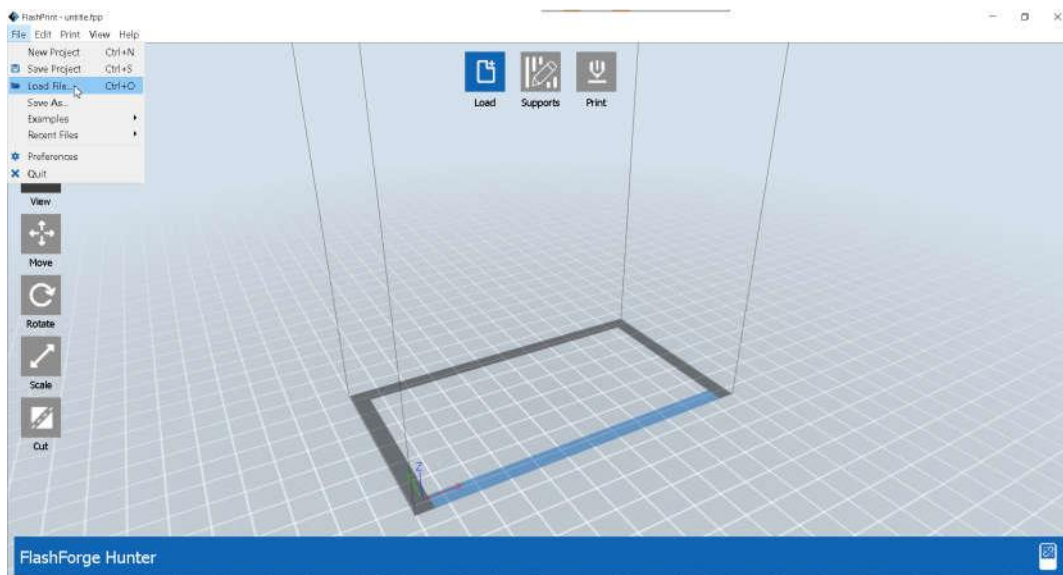 FlashPrint - untitle.fpp
File Edit Print View Help
New Project Ctrl+N
Save Project Ctrl+S
Load File... Ctrl+O
Save As...
Examples
Recent Files
Preferences
Quit
Load Supports Print
View
Move
Rotate
Scale
Cut
Z
FlashForge Hunter